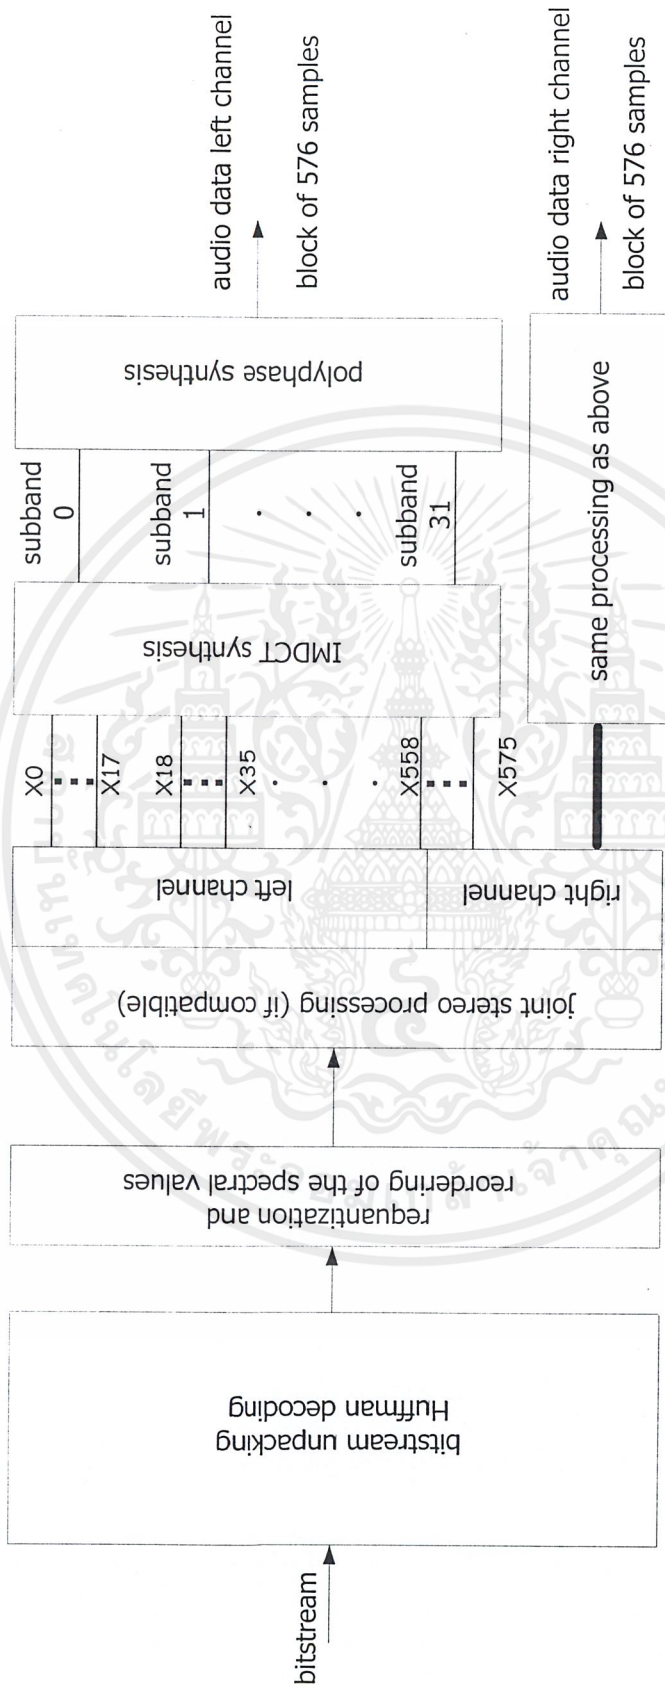 bitstream
bitstream unpacking
Huffman decoding
requantization and
reordering of the spectral values
joint stereo processing (if compatible)
left channel
right channel
X0
X17
X18
X35
X558
X575
IMDCT synthesis
subband
0
subband
1
subband
31
polyphase synthesis
same processing as above
audio data left channel
block of 576 samples
audio data right channel
block of 576 samples